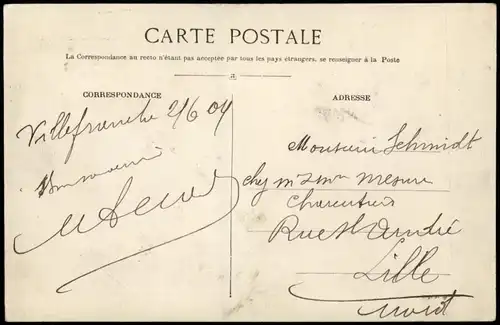 CARTE POSTALE
La Correspondance au recto n'étant pas acceptée par tous les pays étrangers, se renseigner à la Poste
CORRESPONDANCE
ADRESSE
Villefranche 2/6 04
Monsieur Schmidt
chez m
Charcutier
Rue St André
Lille
Nord